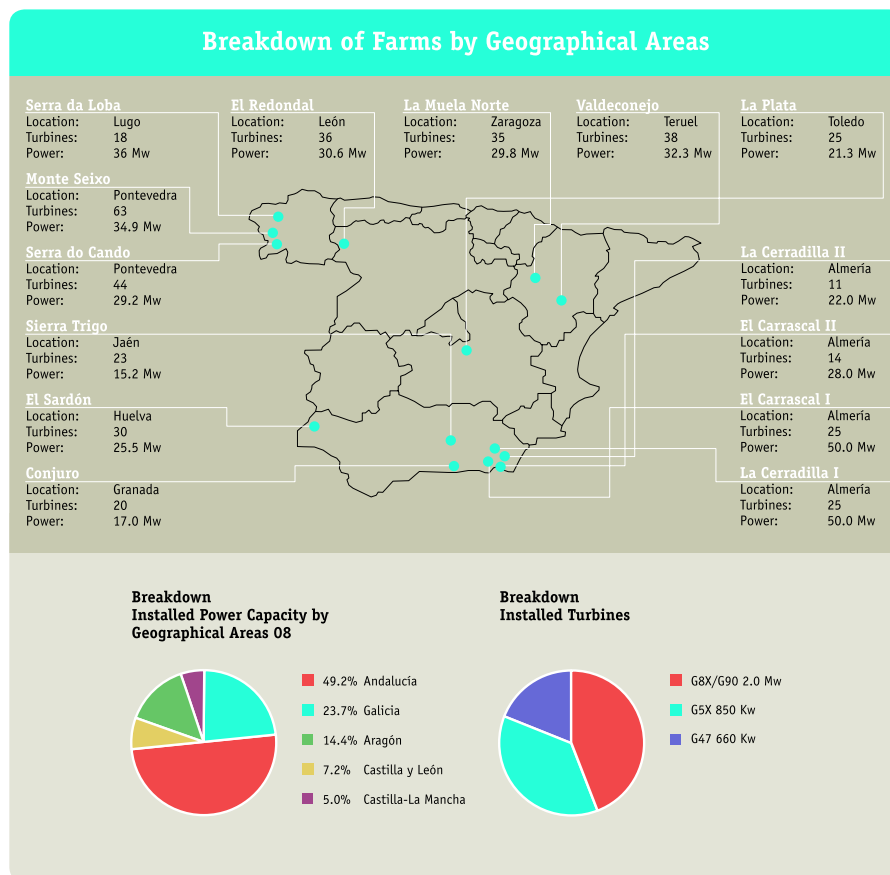 Breakdown of Farms by Geographical Areas
Serra da Loba
Location: Lugo
Turbines: 18
Power: 36 Mw
El Redondal
Location: León
Turbines: 36
Power: 30.6 Mw
La Muela Norte
Location: Zaragoza
Turbines: 35
Power: 29.8 Mw
Valdeconejo
Location: Teruel
Turbines: 38
Power: 32.3 Mw
La Plata
Location: Toledo
Turbines: 25
Power: 21.3 Mw
Monte Seixo
Location: Pontevedra
Turbines: 63
Power: 34.9 Mw
Serra do Cando
Location: Pontevedra
Turbines: 44
Power: 29.2 Mw
Sierra Trigo
Location: Jaén
Turbines: 23
Power: 15.2 Mw
El Sardón
Location: Huelva
Turbines: 30
Power: 25.5 Mw
Conjuro
Location: Granada
Turbines: 20
Power: 17.0 Mw
La Cerradilla II
Location: Almería
Turbines: 11
Power: 22.0 Mw
El Carrascal II
Location: Almería
Turbines: 14
Power: 28.0 Mw
El Carrascal I
Location: Almería
Turbines: 25
Power: 50.0 Mw
La Cerradilla I
Location: Almería
Turbines: 25
Power: 50.0 Mw
Breakdown
Installed Power Capacity by
Geographical Areas 08
49.2% Andalucía
23.7% Galicia
14.4% Aragón
7.2% Castilla y León
5.0% Castilla-La Mancha
Breakdown
Installed Turbines
G8X/G90 2.0 Mw
G5X 850 Kw
G47 660 Kw